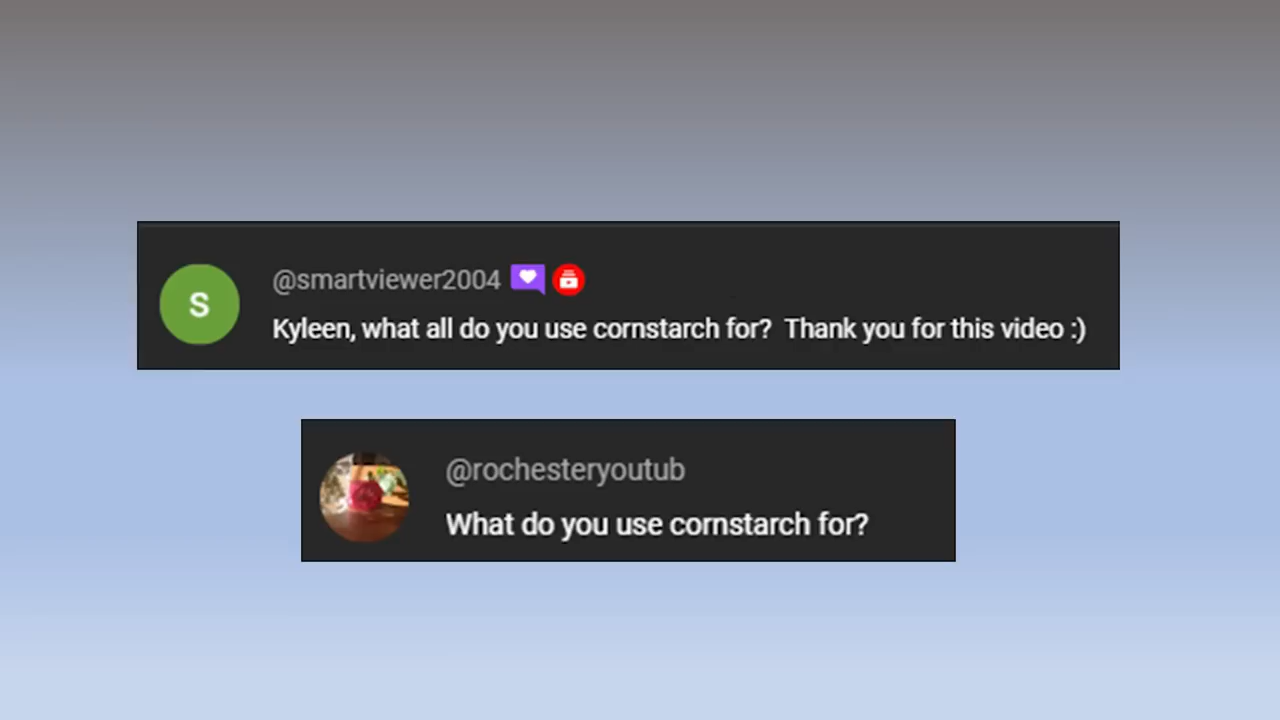 S
@smartviewer2004
Kyleen, what all do you use cornstarch for?  Thank you for this video :)
@rochesteryoutub
What do you use cornstarch for?